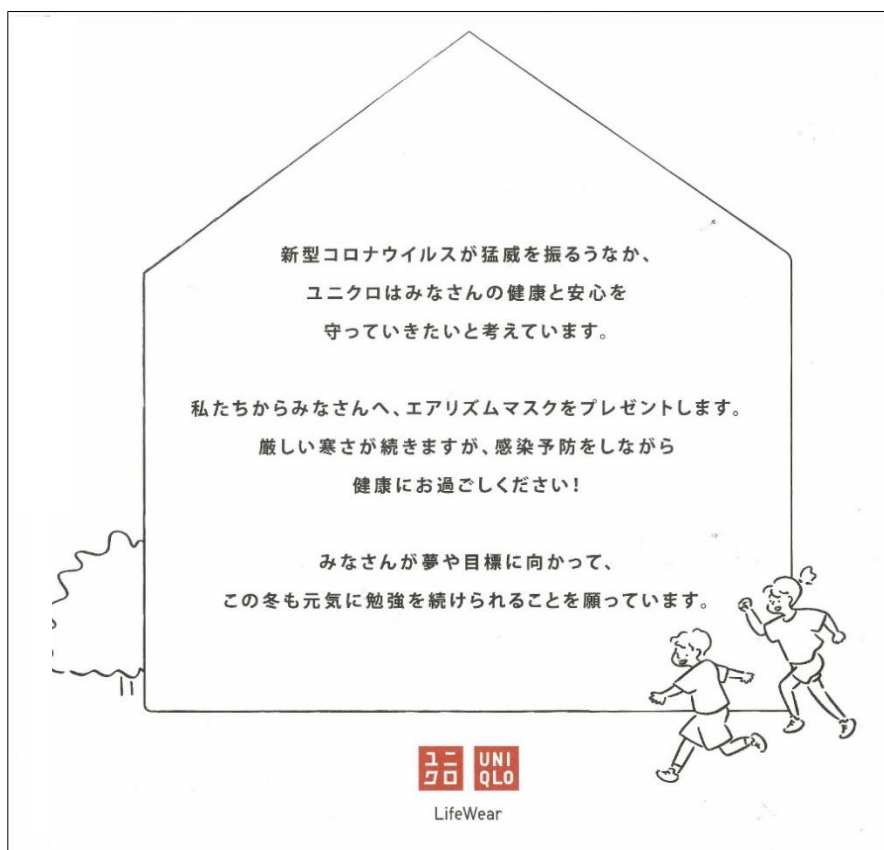 新型コロナウイルスが猛威を振るうなか、
ユニクロはみなさんの健康と安心を
守っていきたいと考えています。
私たちからみなさんへ、エアリズムマスクをプレゼントします。
厳しい寒さが続きますが、感染予防をしながら
健康にお過ごしください！
みなさんが夢や目標に向かって、
この冬も元気に勉強を続けられることを願っています。
ユニ
クロ
UNI
QLO
LifeWear